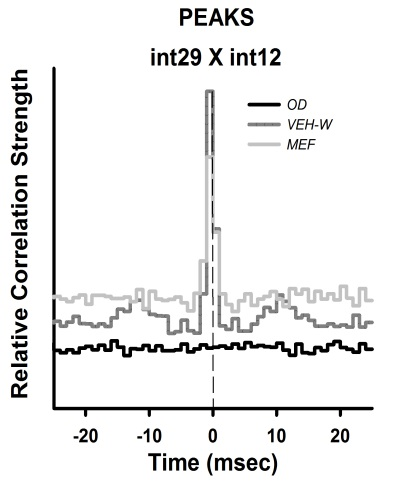 PEAKS
int29 X int12
OD
VEH-W
MEF
Relative Correlation Strength
-20 -10 0 10 20
Time (msec)